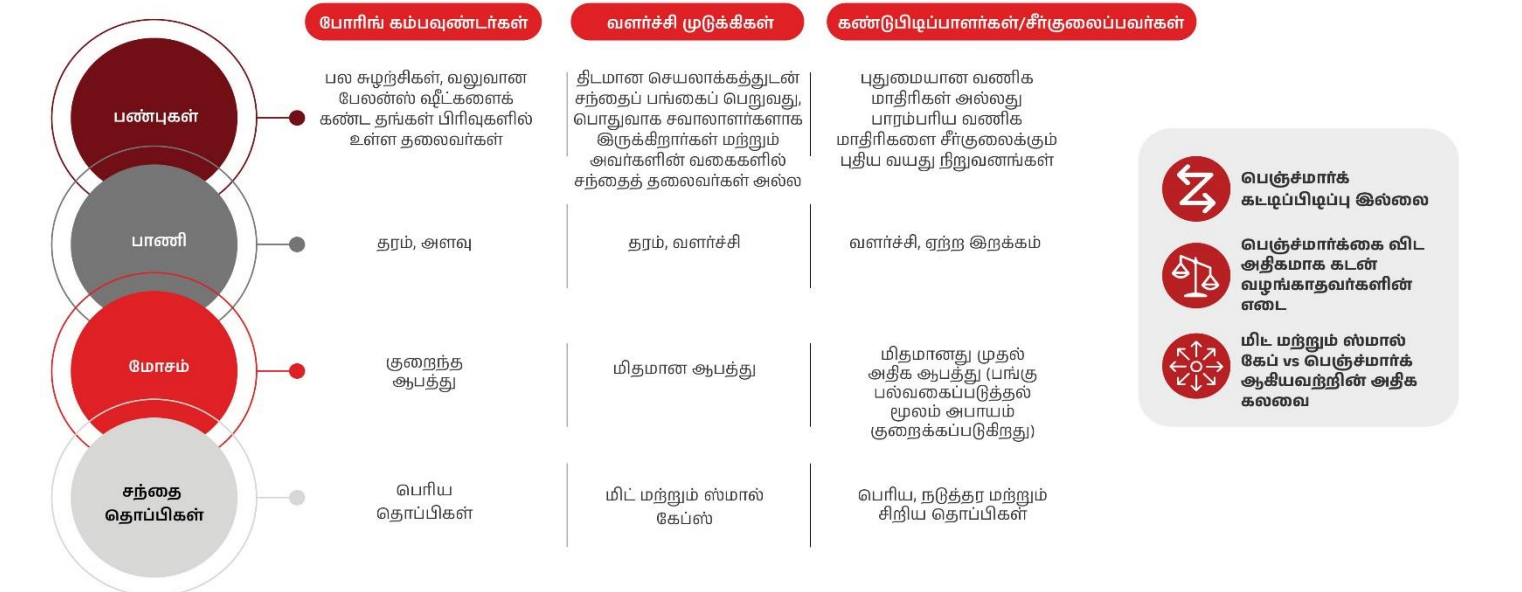 போரிங் கம்பவுண்டர்கள்
வளர்ச்சி முடுக்கிகள்
கண்டுபிடிப்பாளர்கள்/சீர்குலைப்பவர்கள்
பண்புகள்
பல சுழற்சிகள், வலுவான
பேலன்ஸ் ஷீட்களைக்
கண்ட தங்கள் பிரிவுகளில்
உள்ள தலைவர்கள்
திடமான செயலாக்கத்துடன்
சந்தைப் பங்கைப் பெறுவது,
பொதுவாக சவாலாளர்களாக
இருக்கிறார்கள் மற்றும்
அவர்களின் வகைகளில்
சந்தைத் தலைவர்கள் அல்ல
புதுமையான வணிக
மாதிரிகள் அல்லது
பாரம்பரிய வணிக
மாதிரிகளை சீர்குலைக்கும்
புதிய வயது நிறுவனங்கள்
பாணி
தரம், அளவு
தரம், வளர்ச்சி
வளர்ச்சி, ஏற்ற இறக்கம்
மோசம்
குறைந்த
ஆபத்து
மிதமான ஆபத்து
மிதமானது முதல்
அதிக ஆபத்து (பங்கு
பல்வகைப்படுத்தல்
மூலம் அபாயம்
குறைக்கப்படுகிறது)
சந்தை
தொப்பிகள்
பெரிய
தொப்பிகள்
மிட் மற்றும் ஸ்மால்
கேப்ஸ்
பெரிய, நடுத்தர மற்றும்
சிறிய தொப்பிகள்
பெஞ்ச்மார்க்
கட்டிப்பிடிப்பு இல்லை
பெஞ்ச்மார்க்கை விட
அதிகமாக கடன்
வழங்காதவர்களின்
எடை
மிட் மற்றும் ஸ்மால்
கேப் vs பெஞ்ச்மார்க்
ஆகியவற்றின் அதிக
கலவை